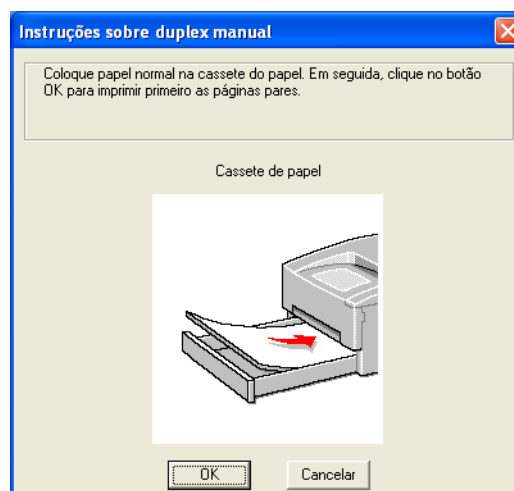 Instruções sobre duplex manual
Coloque papel normal na cassete do papel. Em seguida, clique no botão
OK para imprimir primeiro as páginas pares.
Cassete de papel
OK
Cancelar